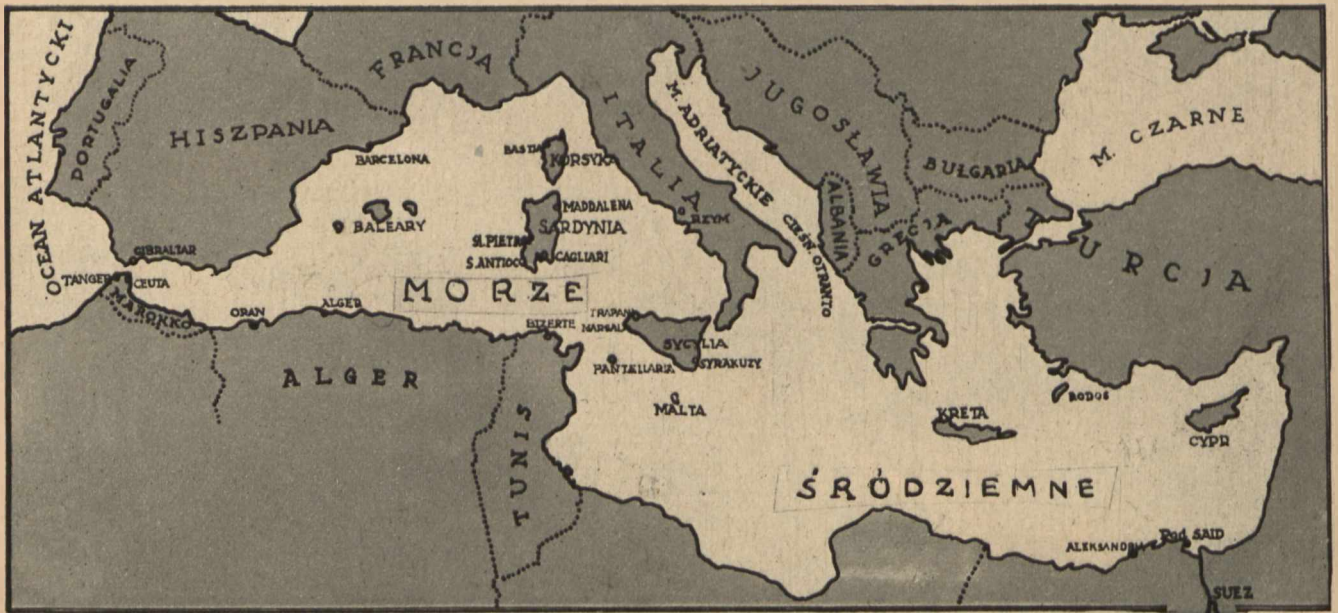 OCEAN ATLANTYCKI
PORTUGALIA
HISZPANIA
FRANCJA
ITALIA
M. ADRIATYCKIE
CIEŚN. OTRANTO
JUGOSŁAWIA
BUŁGARIA
M. CZARNE
ALBANIA
GRECJA
TURCJA
BARCELONA
BASTIA
KORSYKA
MADDALENA
SARDYNIA
BALEARY
RZYM
S. PIETRO
S. ANTIOCO
CAGLIARI
GIBRALTAR
TANGER
CEUTA
MAROKKO
ORAN
ALGER
MORZE
BIZERTE
TRAPANI
MARSALA
SYCYLIA
SYRAKUZY
PANTELLARIA
MALTA
ALGER
TUNIS
KRETA
RODOS
CYPR
ŚRÓDZIEMNE
ALEKSANDRIA
Port SAID
SUEZ